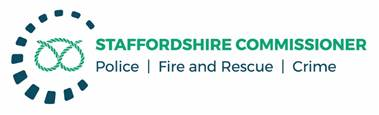 STAFFORDSHIRE COMMISSIONER
Police | Fire and Rescue | Crime